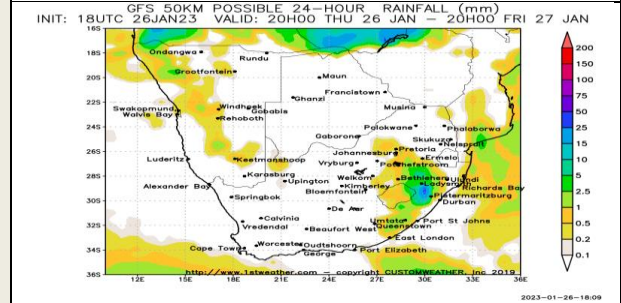 GFS 50KM POSSIBLE 24-HOUR RAINFALL (mm)
INIT: 18UTC 26JAN23 VALID: 20H00 THU 26 JAN – 20H00 FRI 27 JAN
16S
18S
20S
22S
24S
26S
28S
30S
32S
34S
36S
Ondangwa
Rundu
Grootfontein
Maun
Francistown
Ghanzi
Musina
Swakopmund
Windhoek
Gobabis
Walvis Bay
Rehoboth
Polokwane
Phalaborwa
Gaborone
Skukuza
Nelspruit
Pretoria
Johannesburg
Ermelo
Luderitz
Keetmanshoop
Vryburg
Potchefstroom
Karasburg
Welkom
Bethlehem
Ulundi
Alexander Bay
Upington
Kimberley
Ladysmith
Richards Bay
Bloemfontein
Springbok
Pietermaritzburg
Durban
De Aar
Calvinia
Umtata
Port St Johns
Vredendal
Beaufort West
Queenstown
East London
Cape Town
Worcester
Oudtshoorn
George
Port Elizabeth
http://www.1stweather.com – copyright CUSTOMWEATHER, Inc 2019
12E 15E 18E 21E 24E 27E 30E 33E 36E
200
150
100
75
50
25
20
15
10
5
2.5
1
0.5
0.2
0.1
2023-01-26-18:09